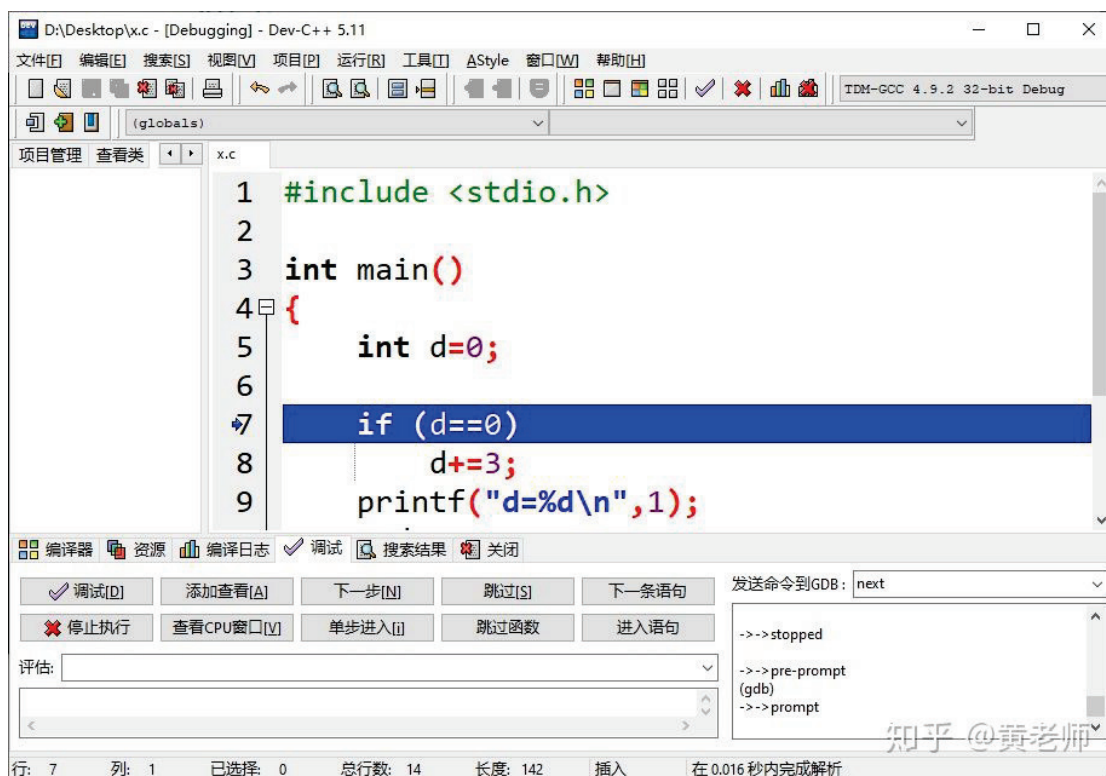 D:\Desktop\x.c - [Debugging] - Dev-C++ 5.11
文件[F] 编辑[E] 搜索[S] 视图[V] 项目[P] 运行[R] 工具[T] AStyle 窗口[W] 帮助[H]
TDM-GCC 4.9.2 32-bit Debug
(globals)
项目管理 查看类 x.c
1 #include <stdio.h>
2
3 int main()
4 {
5 int d=0;
6
7 if (d==0)
8 d+=3;
9 printf("d=%d\n",1);
编译器 资源 编译日志 调试 搜索结果 关闭
调试[D] 添加查看[A] 下一步[N] 跳过[S] 下一条语句 发送命令到GDB: next
停止执行 查看CPU窗口[V] 单步进入[i] 跳过函数 进入语句
->->stopped
评估:
->->pre-prompt
(gdb)
->->prompt
知乎 @黄老师
行: 7 列: 1 已选择: 0 总行数: 14 长度: 142 插入 在 0.016 秒内完成解析